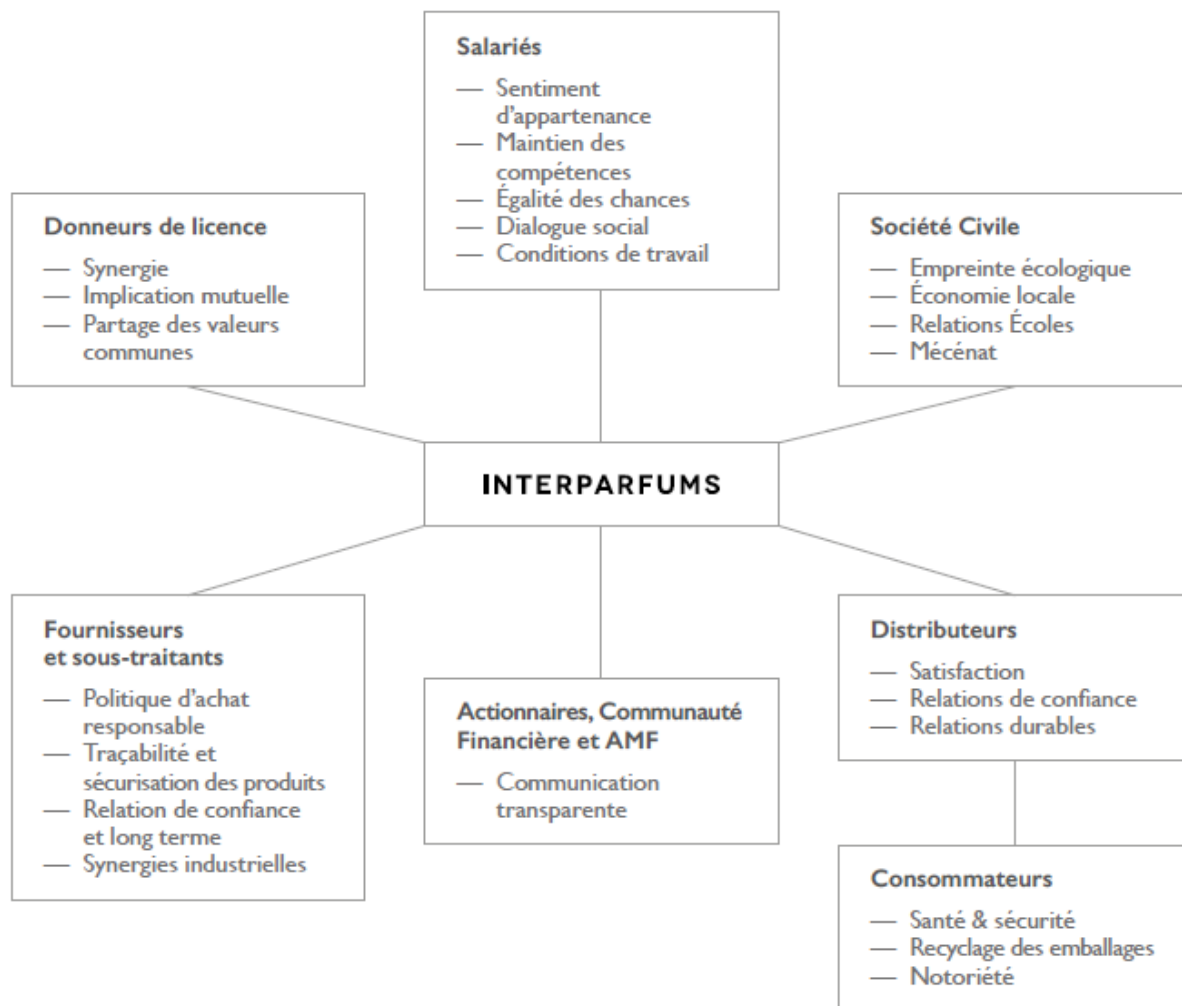 Salariés
— Sentiment
d’appartenance
— Maintien des
compétences
— Égalité des chances
— Dialogue social
— Conditions de travail
Donneurs de licence
— Synergie
— Implication mutuelle
— Partage des valeurs
communes
Société Civile
— Empreinte écologique
— Économie locale
— Relations Écoles
— Mécénat
INTERPARFUMS
Fournisseurs
et sous-traitants
— Politique d’achat
responsable
— Traçabilité et
sécurisation des produits
— Relation de confiance
et long terme
— Synergies industrielles
Actionnaires, Communauté
Financière et AMF
— Communication
transparente
Distributeurs
— Satisfaction
— Relations de confiance
— Relations durables
Consommateurs
— Santé & sécurité
— Recyclage des emballages
— Notoriété